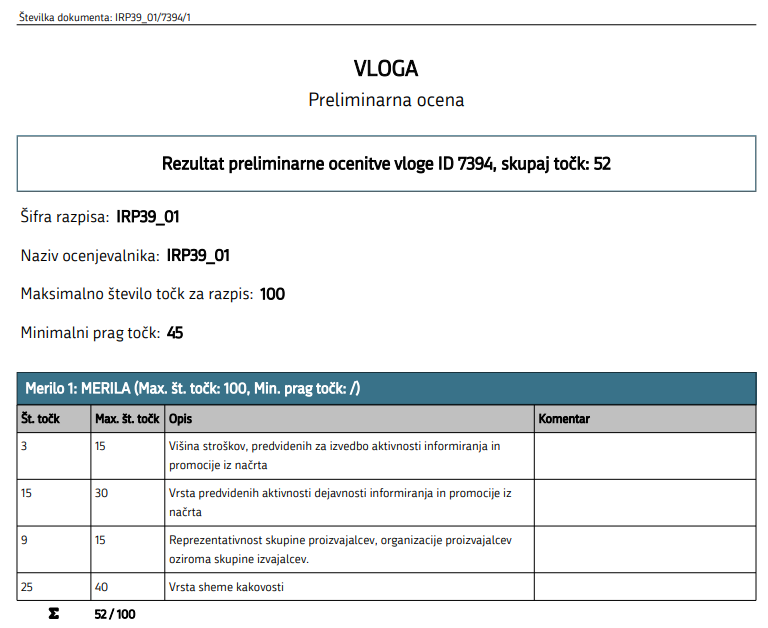 Številka dokumenta: IRP39_01/7394/1
VLOGA
Preliminarna ocena
Rezultat preliminarne ocenitve vloge ID 7394, skupaj točk: 52
Šifra razpisa: IRP39_01
Naziv ocenjevalnika: IRP39_01
Maksimalno število točk za razpis: 100
Minimalni prag točk: 45
Merilo 1: MERILA (Max. št. točk: 100, Min. prag točk: /)
Št. točk Max. št. točk Opis Komentar
3 15 Višina stroškov, predvidenih za izvedbo aktivnosti informiranja in
promocije iz načrta
15 30 Vrsta predvidenih aktivnosti dejavnosti informiranja in promocije iz
načrta
9 15 Reprezentativnost skupine proizvajalcev, organizacije proizvajalcev
oziroma skupine izvajalcev.
25 40 Vrsta sheme kakovosti
Σ 52 / 100